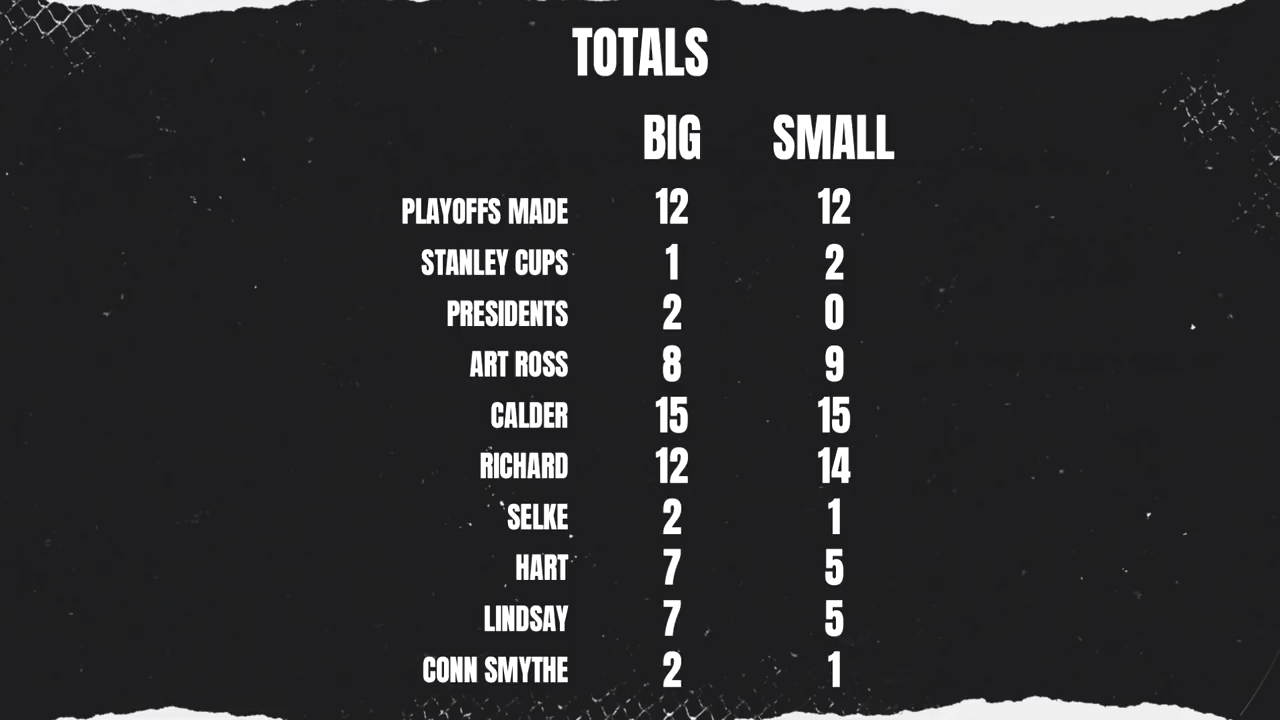 TOTALS
BIG SMALL
PLAYOFFS MADE 12 12
STANLEY CUPS 1 2
PRESIDENTS 2 0
ART ROSS 8 9
CALDER 15 15
RICHARD 12 14
SELKE 2 1
HART 7 5
LINDSAY 7 5
CONN SMYTHE 2 1